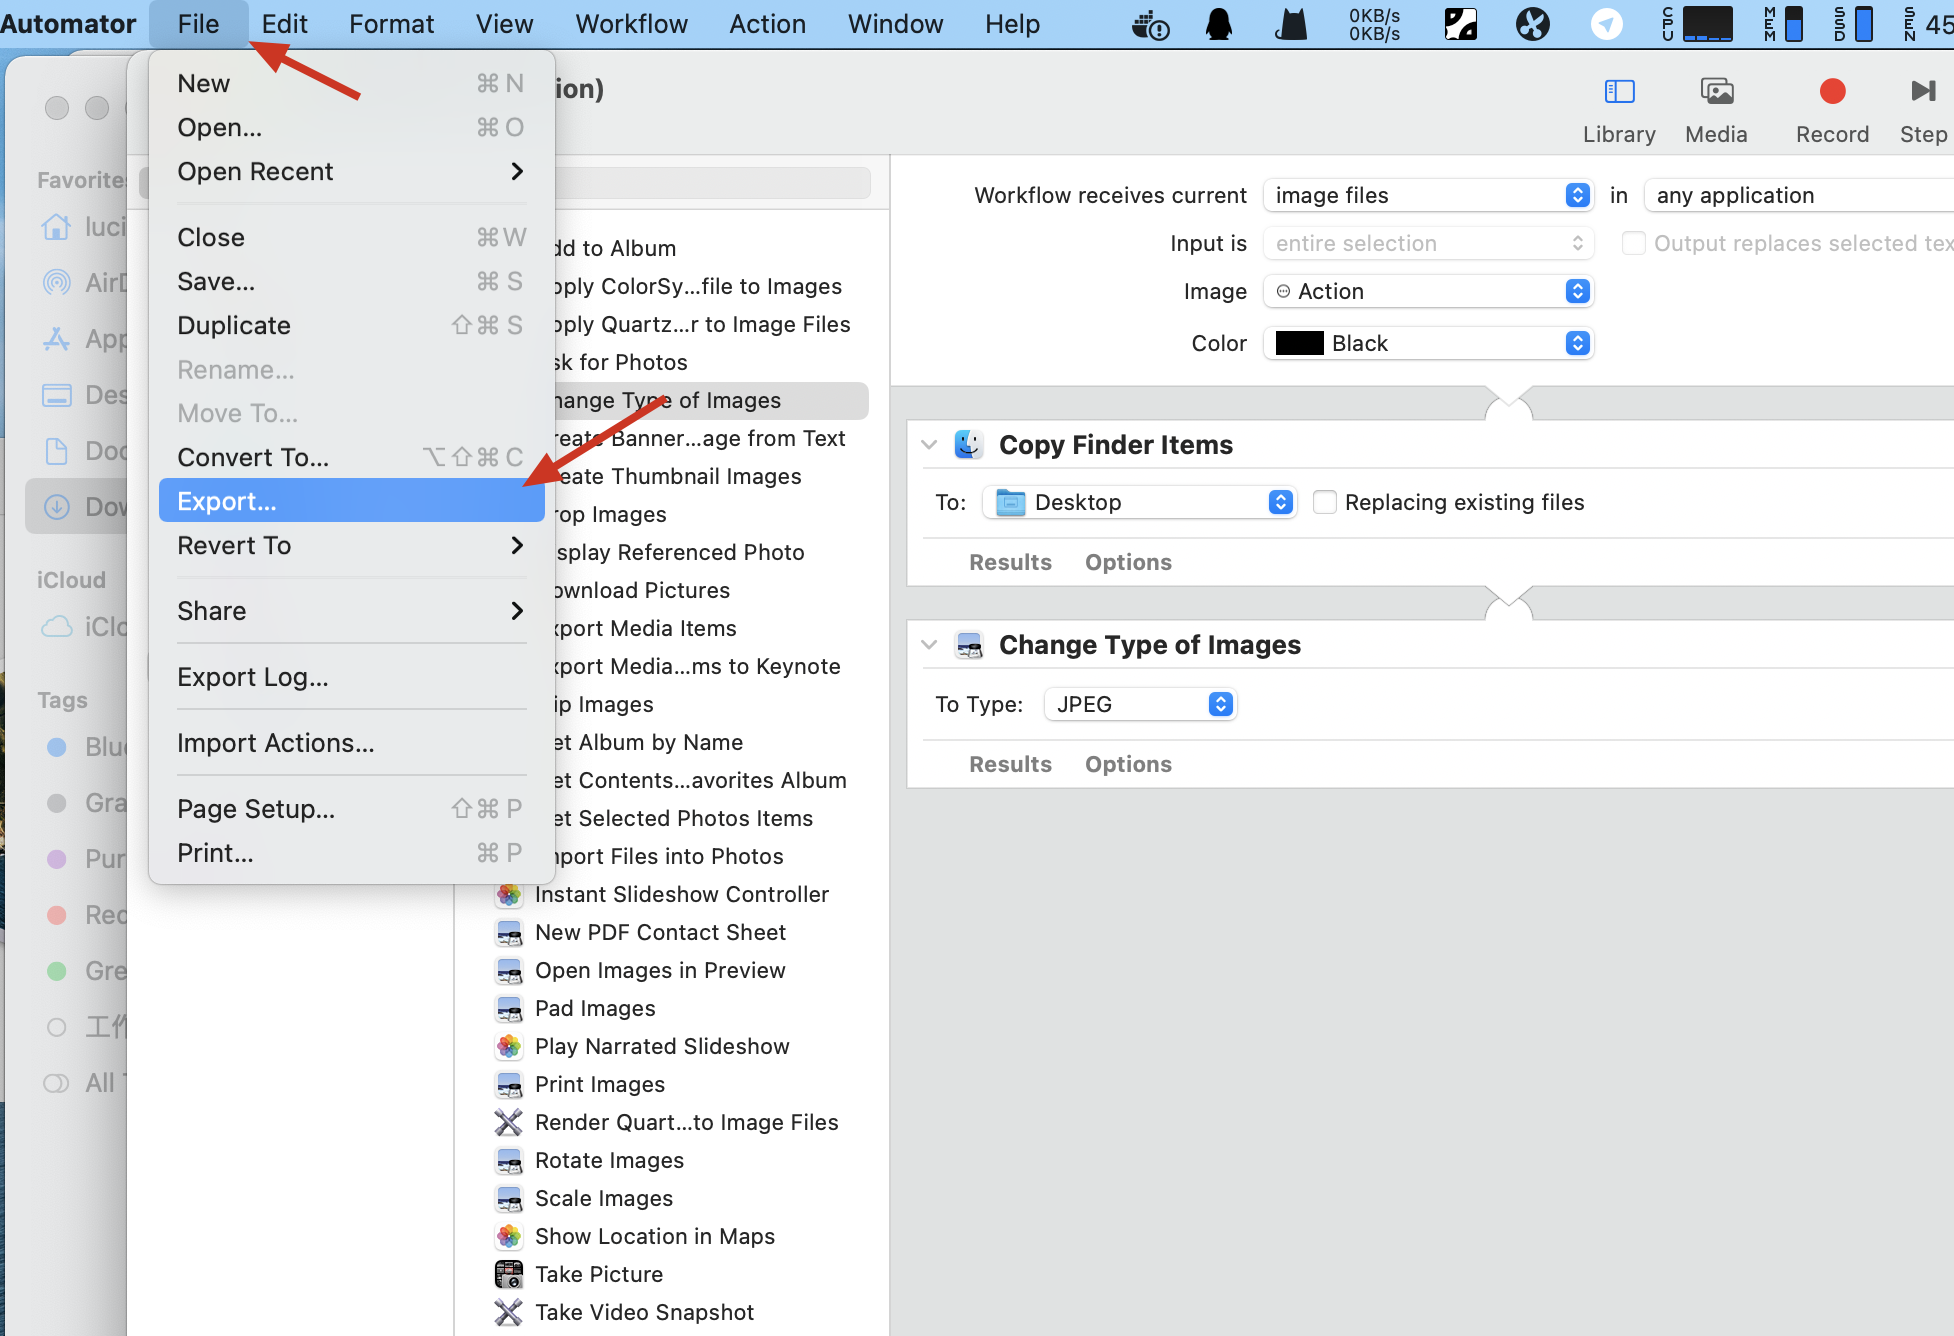 Automator File Edit Format View Workflow Action Window Help 0KB/s 0KB/s CPU MEM SSD SEN 45
New ⌘ N
Open... ⌘ O
Open Recent
Close ⌘ W
Save... ⌘ S
Duplicate ⇧ ⌘ S
Rename...
Move To...
Convert To... ⌥ ⇧ ⌘ C
Export...
Revert To
Share
Export Log...
Import Actions...
Page Setup... ⇧ ⌘ P
Print... ⌘ P
Favorites
luci
AirD
App
Des
Doc
Dow
iCloud
iClo
Tags
Blue
Gra
Pur
Red
Gre
工作
All T
ion)
Library
Media
Record
Step
dd to Album
pply ColorSy...file to Images
pply Quartz...r to Image Files
sk for Photos
hange Type of Images
reate Banner...age from Text
eate Thumbnail Images
rop Images
splay Referenced Photo
ownload Pictures
xport Media Items
xport Media...ms to Keynote
ip Images
et Album by Name
et Contents...avorites Album
et Selected Photos Items
mport Files into Photos
Instant Slideshow Controller
New PDF Contact Sheet
Open Images in Preview
Pad Images
Play Narrated Slideshow
Print Images
Render Quart...to Image Files
Rotate Images
Scale Images
Show Location in Maps
Take Picture
Take Video Snapshot
Workflow receives current image files in any application
Input is entire selection Output replaces selected tex
Image Action
Color Black
Copy Finder Items
To: Desktop Replacing existing files
Results Options
Change Type of Images
To Type: JPEG
Results Options